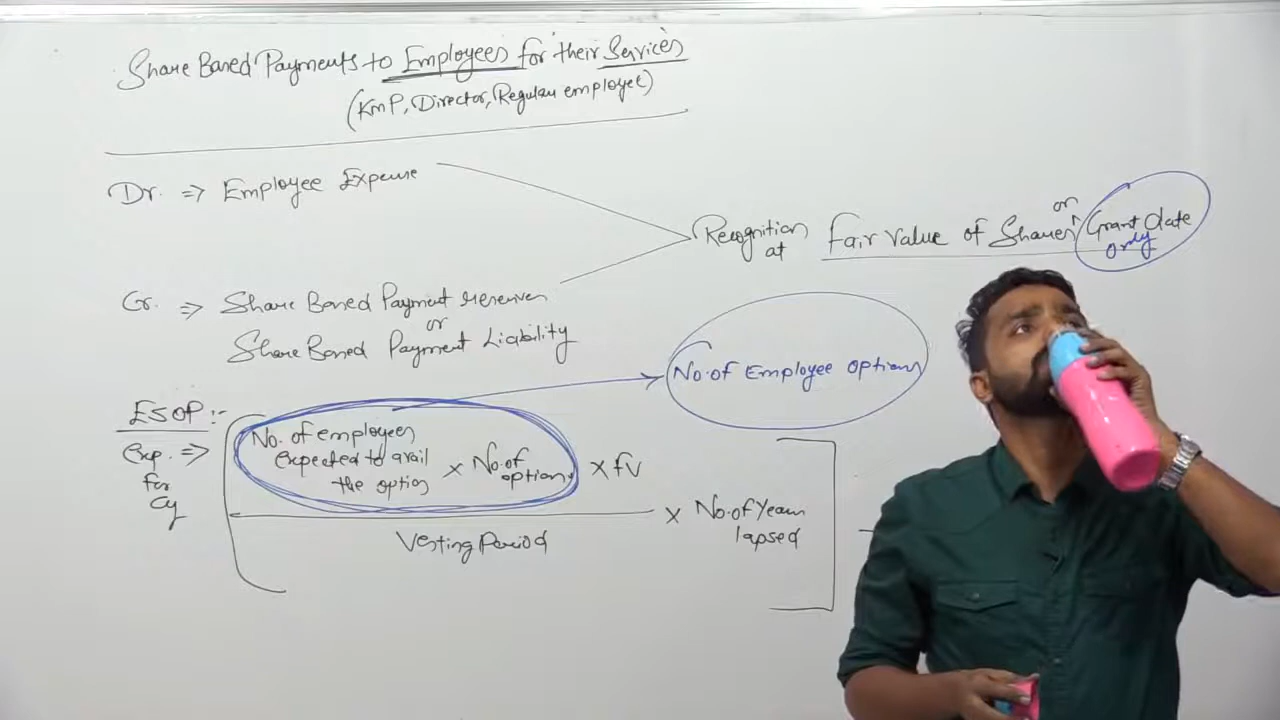 Share Based Payments to Employees for their Services
(KMP, Director, Regular employee)
Dr. => Employee Expense
Recognition at Fair Value of Shares on Grant date only
Cr. => Share Based Payment reserves
or
Share Based Payment Liability
No. of Employee options
ESOP :-
Exp. => for Cy
No. of employees
expected to avail
the option
x No. of options x FV
Vesting Period
x No. of Years lapsed